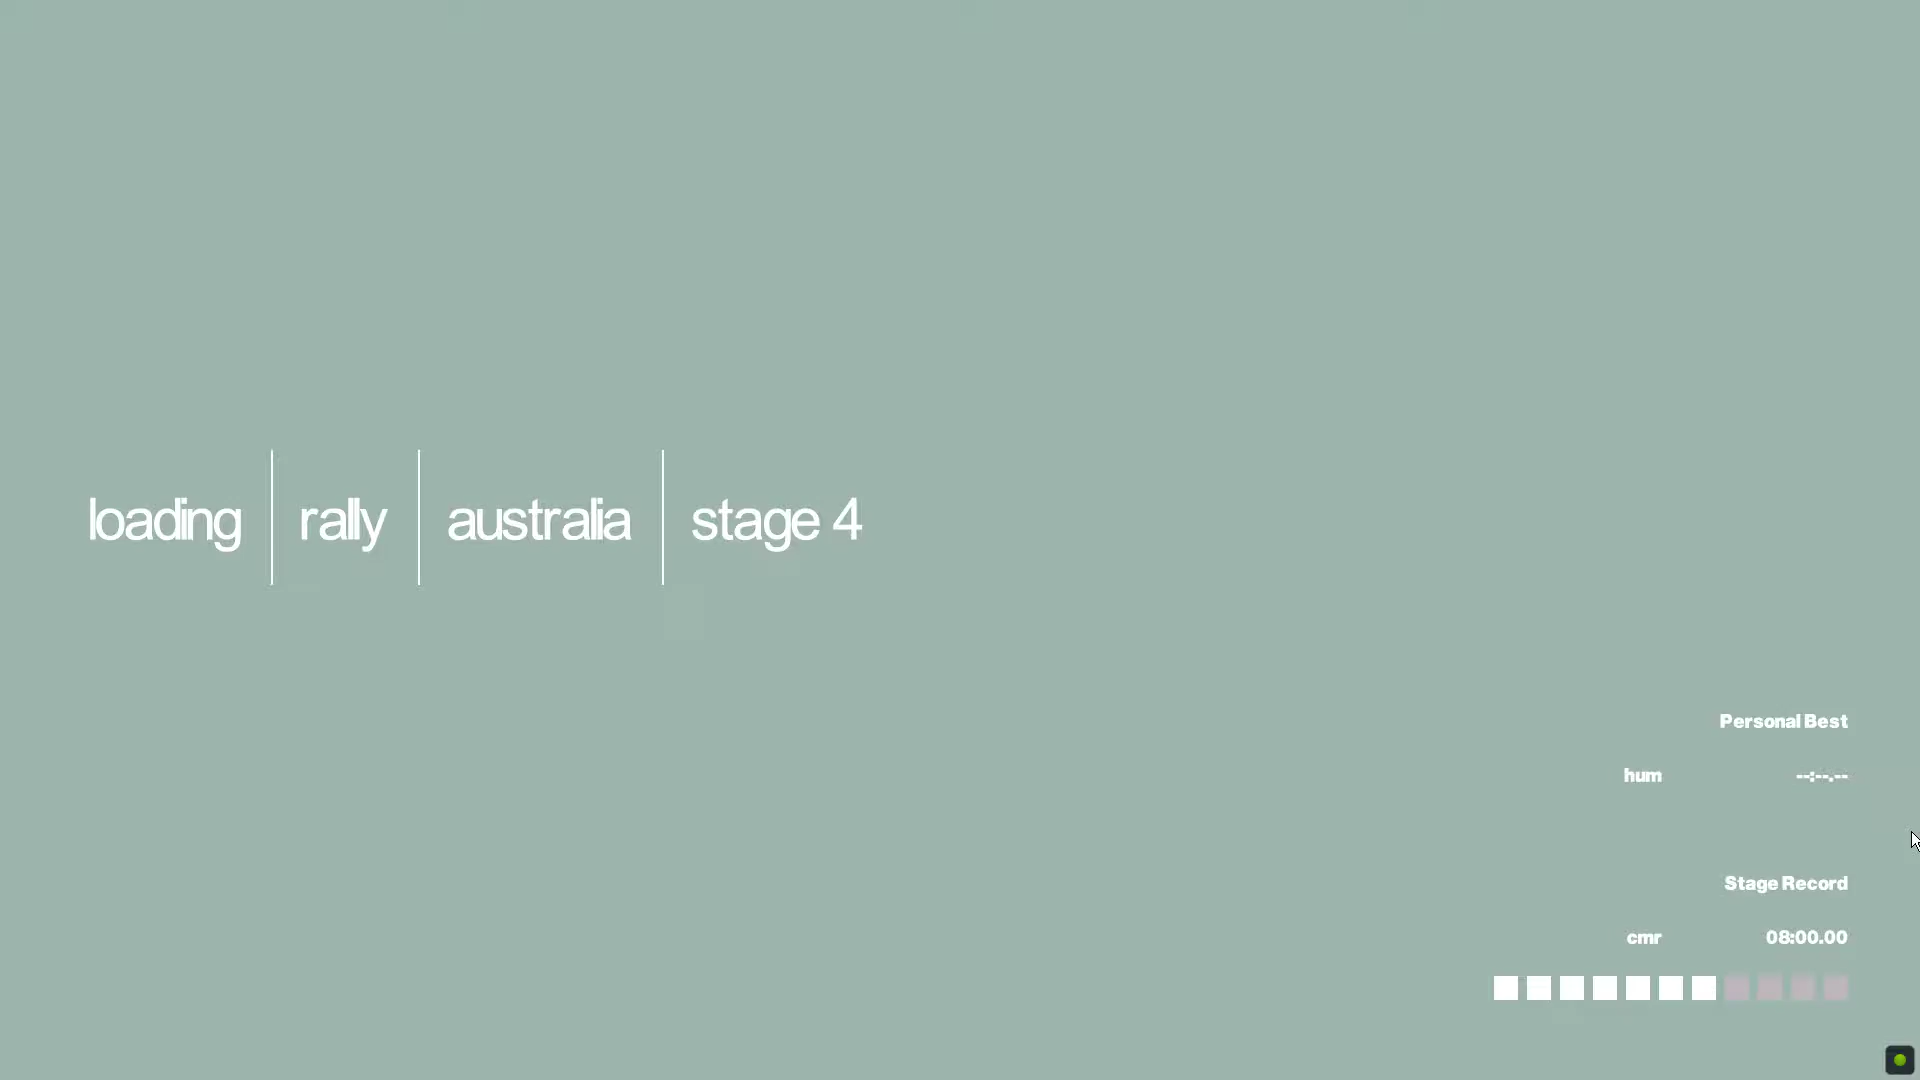 loading rally australia stage 4
Personal Best
hum --:--.--
Stage Record
cmr 08:00.00